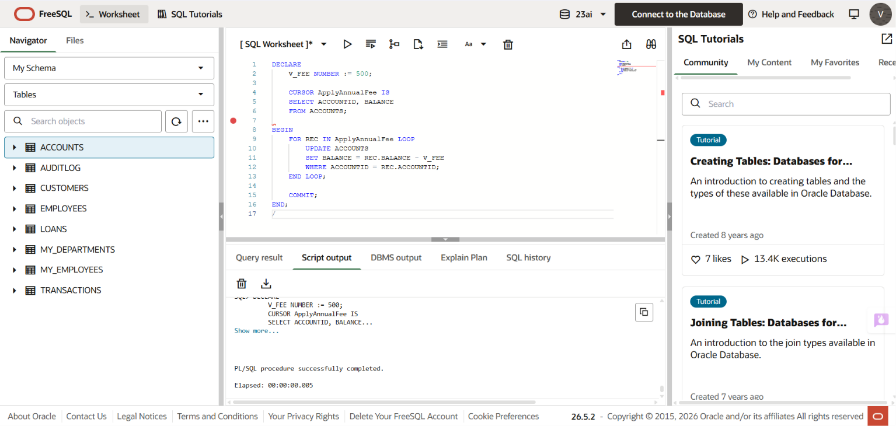 FreeSQL
Worksheet
SQL Tutorials
23ai
Connect to the Database
Help and Feedback
V
Navigator
Files
My Schema
Tables
Search objects
ACCOUNTS
AUDITLOG
CUSTOMERS
EMPLOYEES
LOANS
MY_DEPARTMENTS
MY_EMPLOYEES
TRANSACTIONS
[ SQL Worksheet ]*
Aa
1 DECLARE
2 V_FEE NUMBER := 500;
3
4 CURSOR ApplyAnnualFee IS
5 SELECT ACCOUNTID, BALANCE
6 FROM ACCOUNTS;
7
8 BEGIN
9 FOR REC IN ApplyAnnualFee LOOP
10 UPDATE ACCOUNTS
11 SET BALANCE = REC.BALANCE - V_FEE
12 WHERE ACCOUNTID = REC.ACCOUNTID;
13 END LOOP;
14
15 COMMIT;
16 END;
17 /
Query result
Script output
DBMS output
Explain Plan
SQL history
SQL> DECLARE
V_FEE NUMBER := 500;
CURSOR ApplyAnnualFee IS
SELECT ACCOUNTID, BALANCE...
Show more...
PL/SQL procedure successfully completed.
Elapsed: 00:00:00.005
SQL Tutorials
Community
My Content
My Favorites
Rece
Search
Tutorial
Creating Tables: Databases for...
An introduction to creating tables and the
types of these available in Oracle Database.
Created 8 years ago
7 likes
13.4K executions
Tutorial
Joining Tables: Databases for...
An introduction to the join types available in
Oracle Database.
Created 7 years ago
About Oracle
Contact Us
Legal Notices
Terms and Conditions
Your Privacy Rights
Delete Your FreeSQL Account
Cookie Preferences
26.5.2 - Copyright © 2015, 2026 Oracle and/or its affiliates All rights reserved